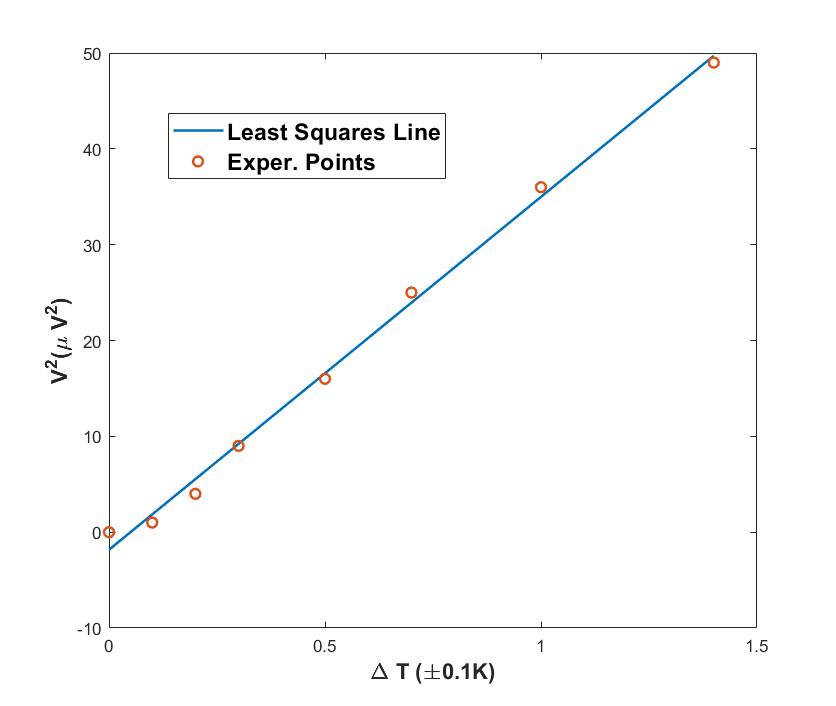 50
40
30
20
10
0
-10
V²(μ V²)
Least Squares Line
Exper. Points
0
0.5
1
1.5
Δ T (±0.1K)